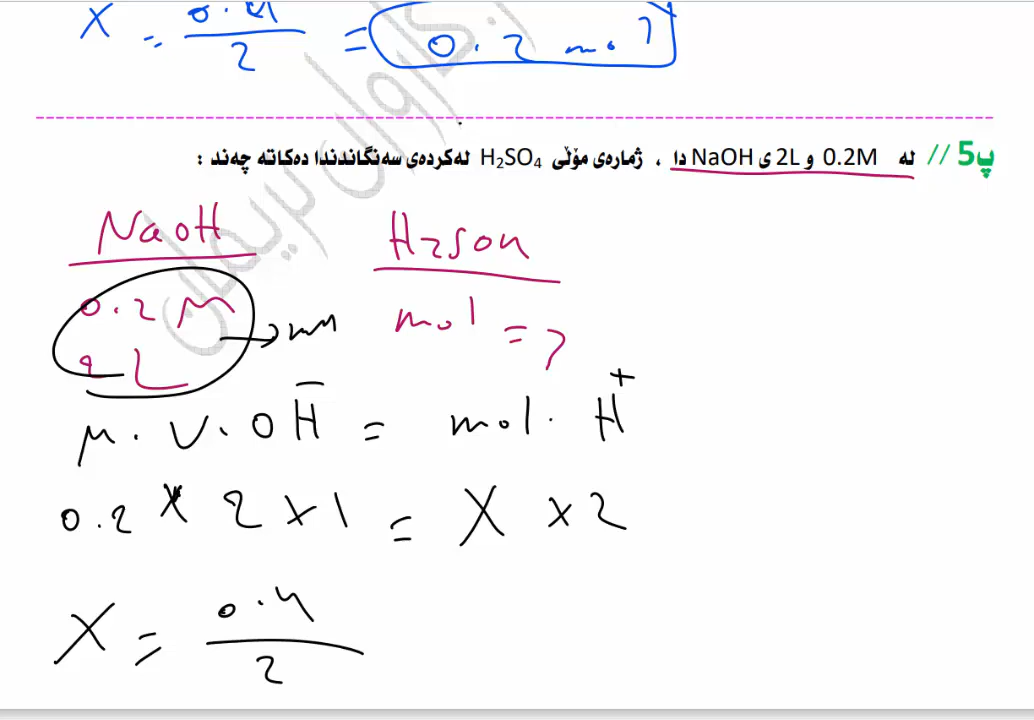 X = 0.4/2 = 0.2 mol
پ5 // لە 0.2M و 2L ی NaOH دا ، ژمارەی مۆڵی H₂SO₄ لەکردەی سەنگاندندا دەکاتە چەند :
NaOH H2SO4
0.2 M mol = ?
2 L
M . V . OH⁻ = mol . H⁺
0.2 × 2 × 1 = X × 2
X = 0.4/2